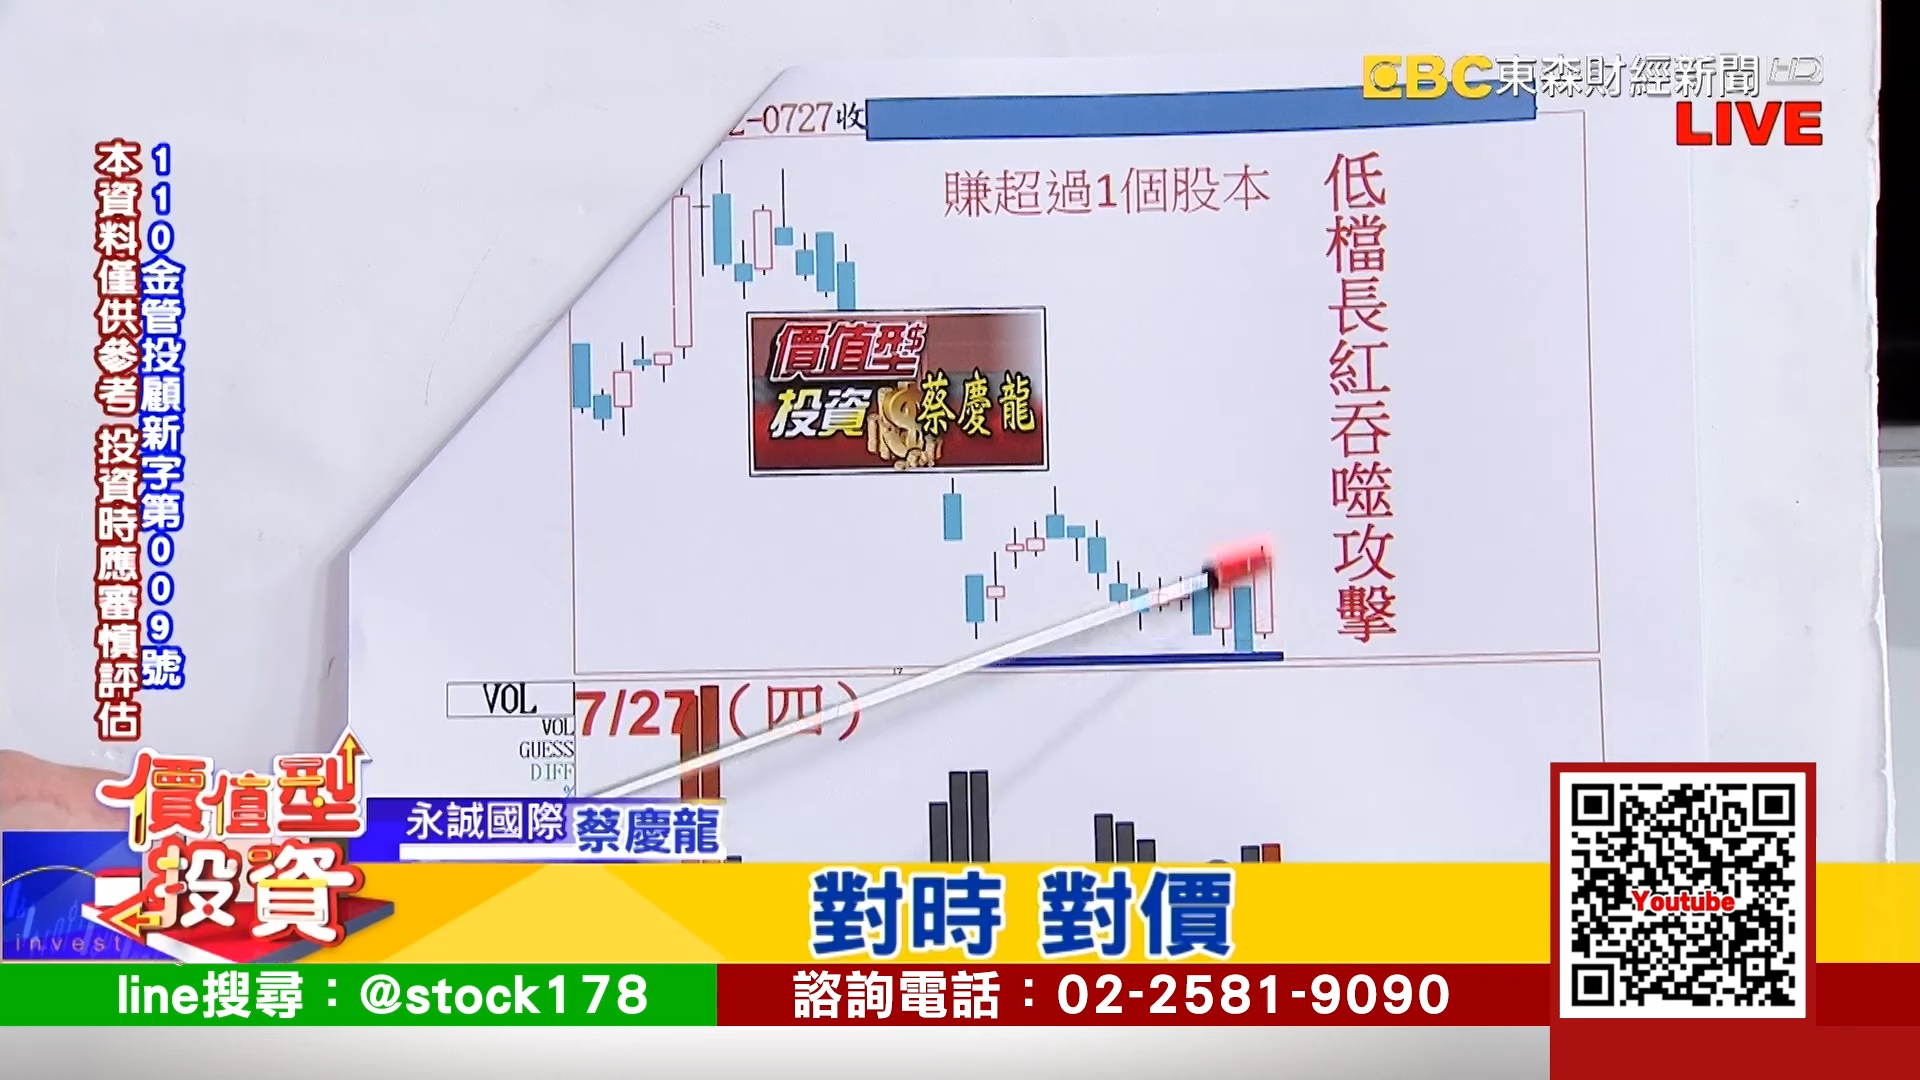 EBC東森財經新聞HD
LIVE
本資料僅供參考 投資時應審慎評估
110金管投顧新字第009號
2-0727收
賺超過1個股本
低檔長紅吞噬攻擊
價值型$
投資 蔡慶龍
17
VOL
7/27(四)
VOL
GUESS
DIFF
%
價值型
投資
invest
永誠國際 蔡慶龍
對時 對價
Youtube
line搜尋：@stock178
諮詢電話：02-2581-9090